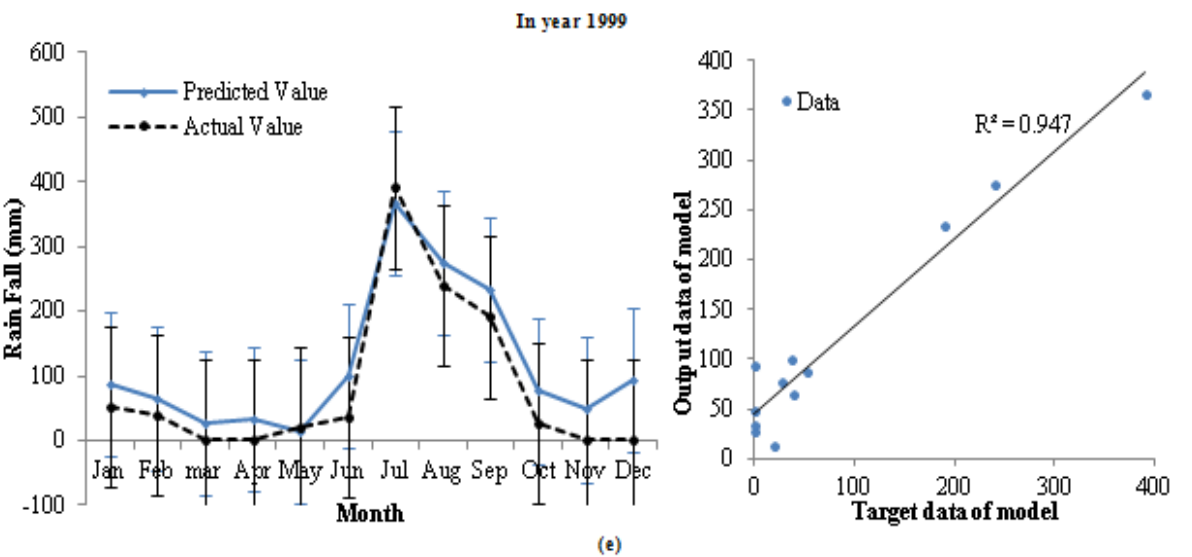 In year 1999
600
500
400
300
200
100
0
-100
Rain Fall (mm)
Predicted Value
Actual Value
Jan Feb mar Apr May Jun Jul Aug Sep Oct Nov Dec
Month
400
350
300
250
200
150
100
50
0
Output data of model
Data
R² = 0.947
0 100 200 300 400
Target data of model
(e)